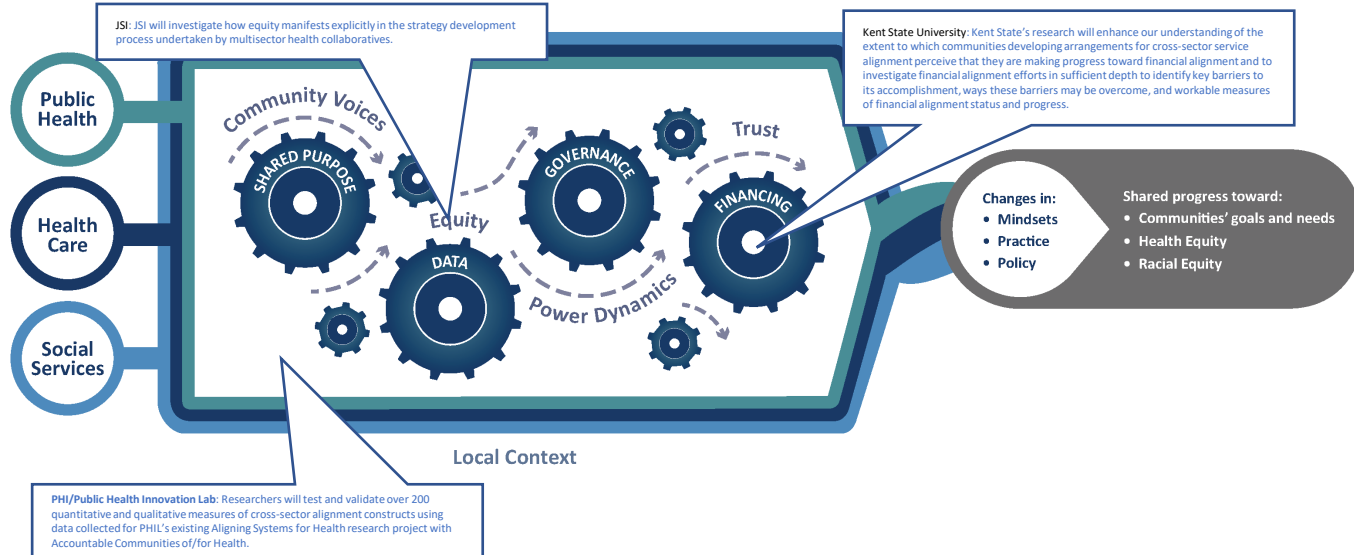 JSI: JSI will investigate how equity manifests explicitly in the strategy development
process undertaken by multisector health collaboratives.
Kent State University: Kent State's research will enhance our understanding of the
extent to which communities developing arrangements for cross-sector service
alignment perceive that they are making progress toward financial alignment and to
investigate financial alignment efforts in sufficient depth to identify key barriers to
its accomplishment, ways these barriers may be overcome, and workable measures
of financial alignment status and progress.
Public
Health
Health
Care
Social
Services
Community Voices
SHARED PURPOSE
Equity
DATA
GOVERNANCE
Power Dynamics
Trust
FINANCING
Changes in:
• Mindsets
• Practice
• Policy
Shared progress toward:
• Communities' goals and needs
• Health Equity
• Racial Equity
Local Context
PHI/Public Health Innovation Lab: Researchers will test and validate over 200
quantitative and qualitative measures of cross-sector alignment constructs using
data collected for PHIL's existing Aligning Systems for Health research project with
Accountable Communities of/for Health.